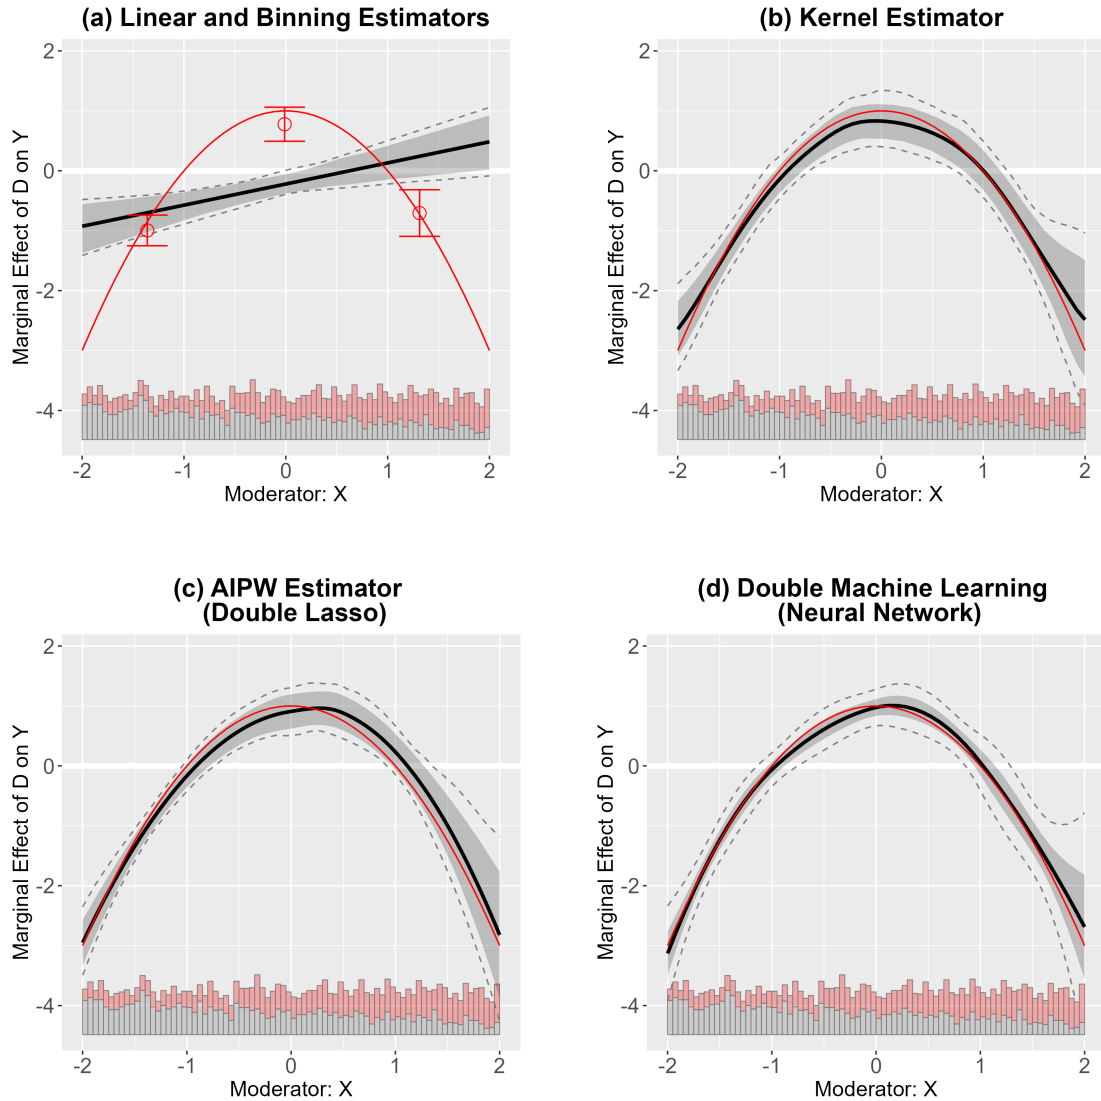 (a) Linear and Binning Estimators
2
0
-2
-4
Marginal Effect of D on Y
-2 -1 0 1 2
Moderator: X
(b) Kernel Estimator
2
0
-2
-4
Marginal Effect of D on Y
-2 -1 0 1 2
Moderator: X
(c) AIPW Estimator
(Double Lasso)
2
0
-2
-4
Marginal Effect of D on Y
-2 -1 0 1 2
Moderator: X
(d) Double Machine Learning
(Neural Network)
2
0
-2
-4
Marginal Effect of D on Y
-2 -1 0 1 2
Moderator: X